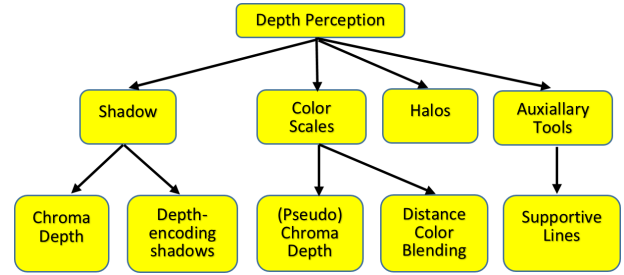 Depth Perception
Shadow
Color
Scales
Halos
Auxiallary
Tools
Chroma
Depth
Depth-
encoding
shadows
(Pseudo)
Chroma
Depth
Distance
Color
Blending
Supportive
Lines